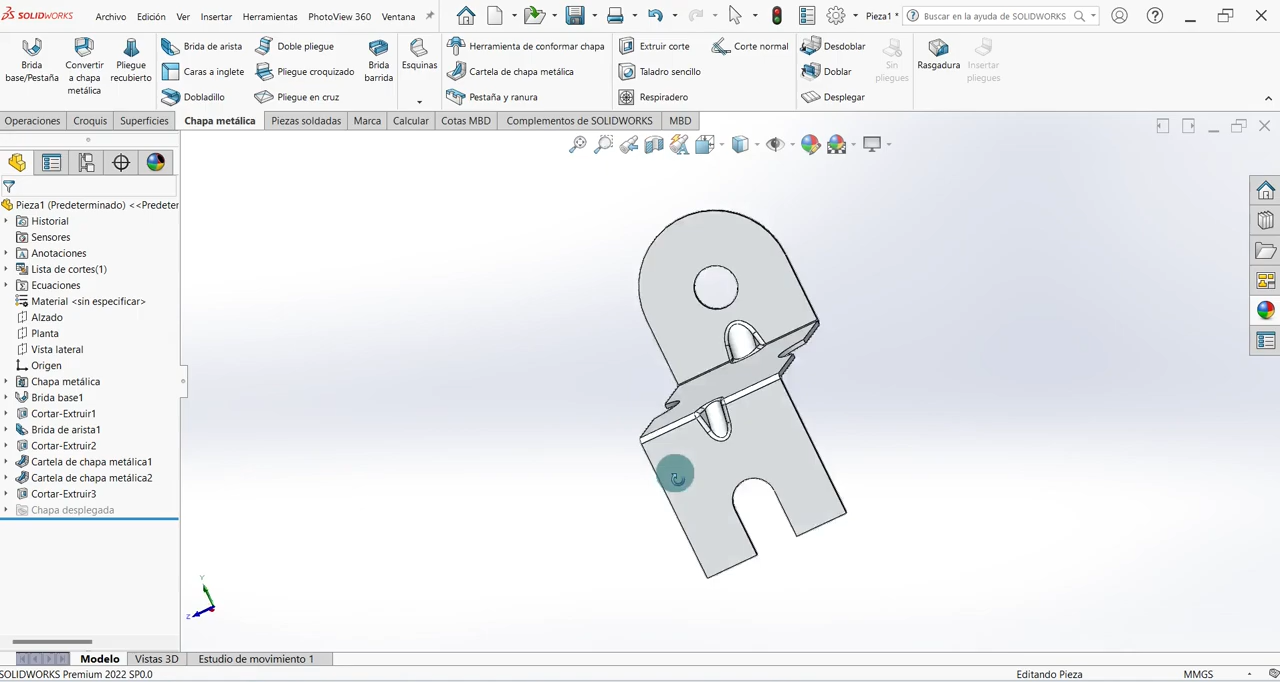 SOLIDWORKS Archivo Edición Ver Insertar Herramientas PhotoView 360 Ventana Pieza1 * Buscar en la ayuda de SOLIDWORKS
Brida base/Pestaña
Convertir a chapa metálica
Pliegue recubierto
Brida de arista
Caras a inglete
Dobladillo
Doble pliegue
Pliegue croquizado
Pliegue en cruz
Brida barrida
Esquinas
Herramienta de conformar chapa
Cartela de chapa metálica
Pestaña y ranura
Extruir corte
Taladro sencillo
Respiradero
Corte normal
Desdoblar
Doblar
Desplegar
Sin pliegues
Rasgadura
Insertar pliegues
Operaciones Croquis Superficies Chapa metálica Piezas soldadas Marca Calcular Cotas MBD Complementos de SOLIDWORKS MBD
Pieza1 (Predeterminado) <<Predeter
Historial
Sensores
Anotaciones
Lista de cortes(1)
Ecuaciones
Material <sin especificar>
Alzado
Planta
Vista lateral
Origen
Chapa metálica
Brida base1
Cortar-Extruir1
Brida de arista1
Cortar-Extruir2
Cartela de chapa metálica1
Cartela de chapa metálica2
Cortar-Extruir3
Chapa desplegada
Y
Z
Modelo Vistas 3D Estudio de movimiento 1
SOLIDWORKS Premium 2022 SP0.0 Editando Pieza MMGS